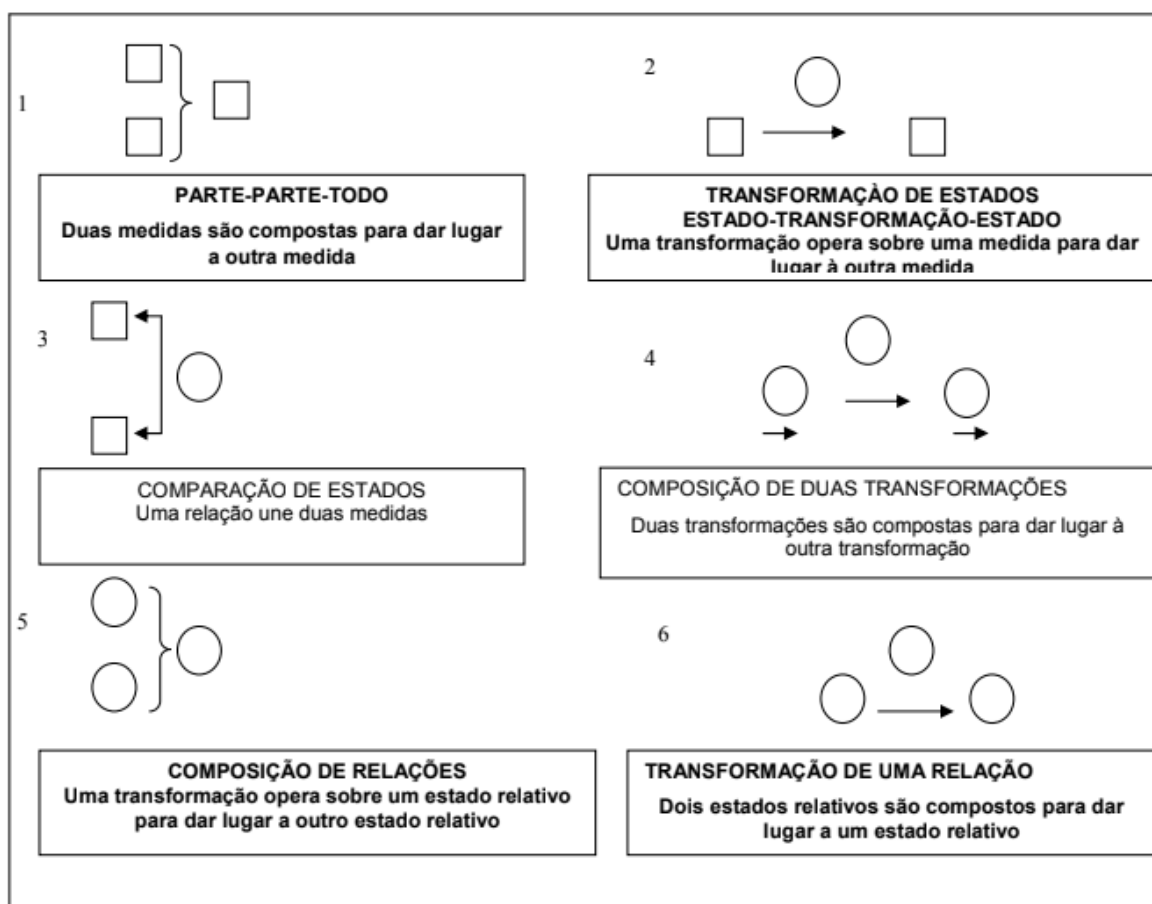 1
PARTE-PARTE-TODO
Duas medidas são compostas para dar lugar
a outra medida
2
TRANSFORMAÇÀO DE ESTADOS
ESTADO-TRANSFORMAÇÃO-ESTADO
Uma transformação opera sobre uma medida para dar
lugar à outra medida
3
COMPARAÇÃO DE ESTADOS
Uma relação une duas medidas
4
COMPOSIÇÃO DE DUAS TRANSFORMAÇÕES
Duas transformações são compostas para dar lugar à
outra transformação
5
COMPOSIÇÃO DE RELAÇÕES
Uma transformação opera sobre um estado relativo
para dar lugar a outro estado relativo
6
TRANSFORMAÇÃO DE UMA RELAÇÃO
Dois estados relativos são compostos para dar
lugar a um estado relativo